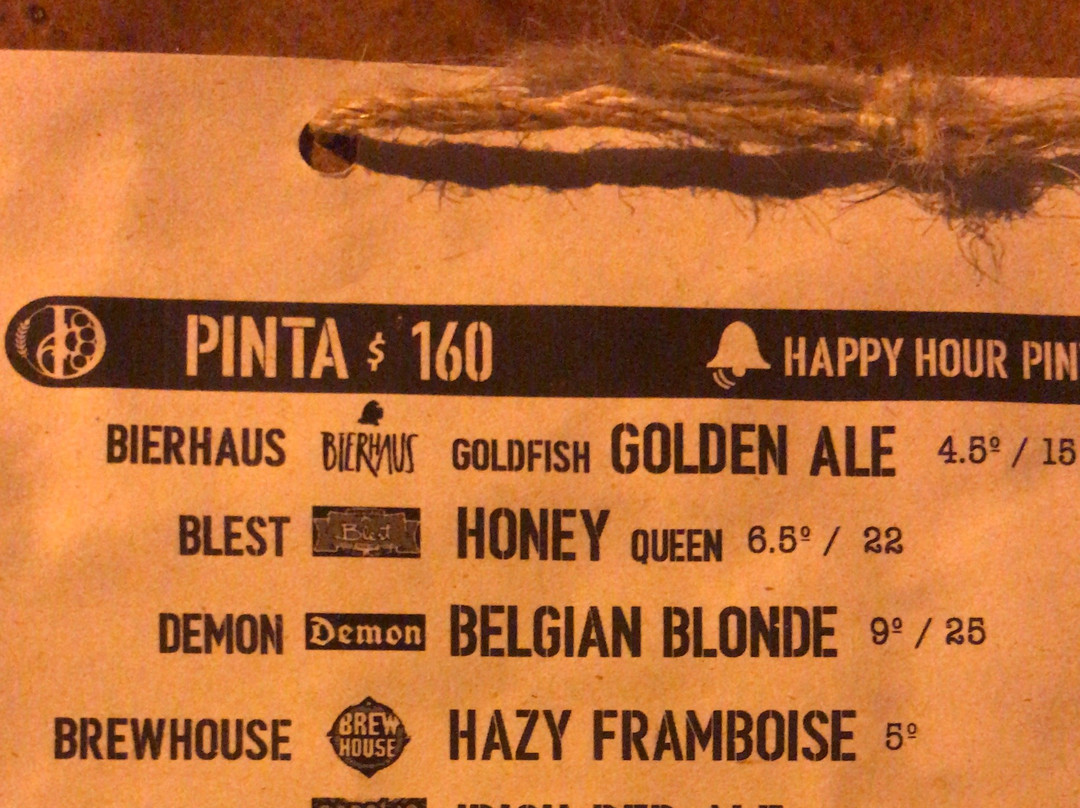 PINTA $ 160 HAPPY HOUR
BIERHAUS BIERHAUS GOLDFISH GOLDEN ALE 4.5º / 15
BLEST Blest HONEY QUEEN 6.5º / 22
DEMON Demon BELGIAN BLONDE 9º / 25
BREWHOUSE BREW HOUSE HAZY FRAMBOISE 5º